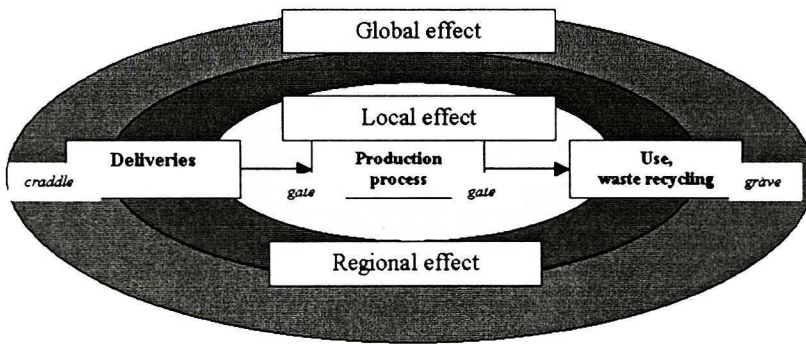 Global effect
Local effect
Deliveries
Production
process
Use,
waste recycling
craddle
gate
gate
grave
Regional effect